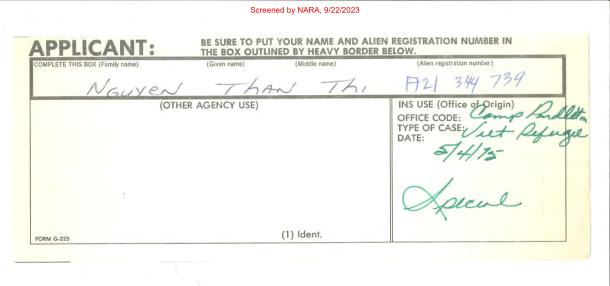 Screened by NARA, 9/22/2023
APPLICANT:
BE SURE TO PUT YOUR NAME AND ALIEN REGISTRATION NUMBER IN
THE BOX OUTLINED BY HEAVY BORDER BELOW.
COMPLETE THIS BOX (Family name) (Given name) (Middle name) (Alien registration number)
NGUYEN THAN THI A21 344 739
(OTHER AGENCY USE)
INS USE (Office of Origin)
OFFICE CODE: Camp Pendleton
TYPE OF CASE: Viet Refugee
DATE:
5/4/75
Special
FORM G-325
(1) Ident.